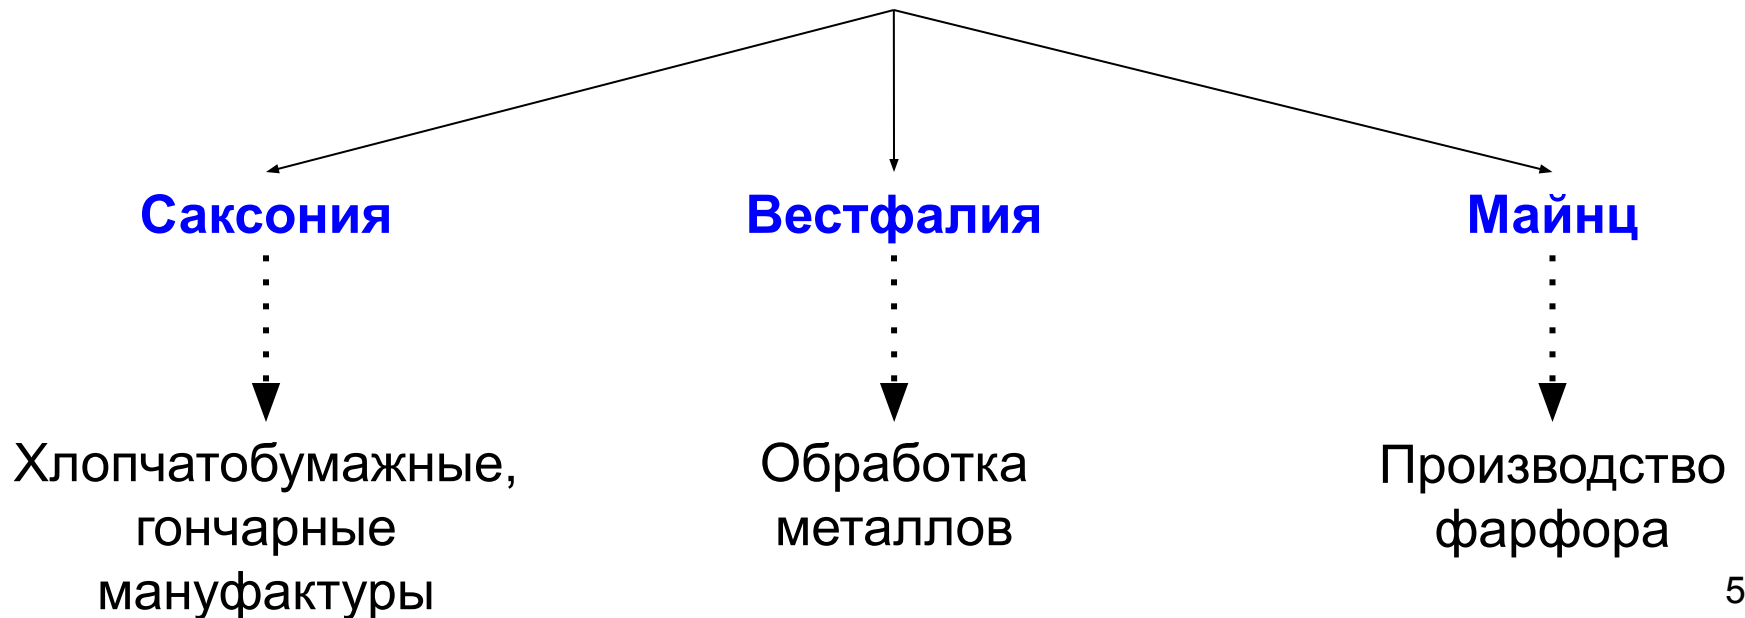 Саксония
Вестфалия
Майнц
Хлопчатобумажные,
гончарные
мануфактуры
Обработка
металлов
Производство
фарфора
5